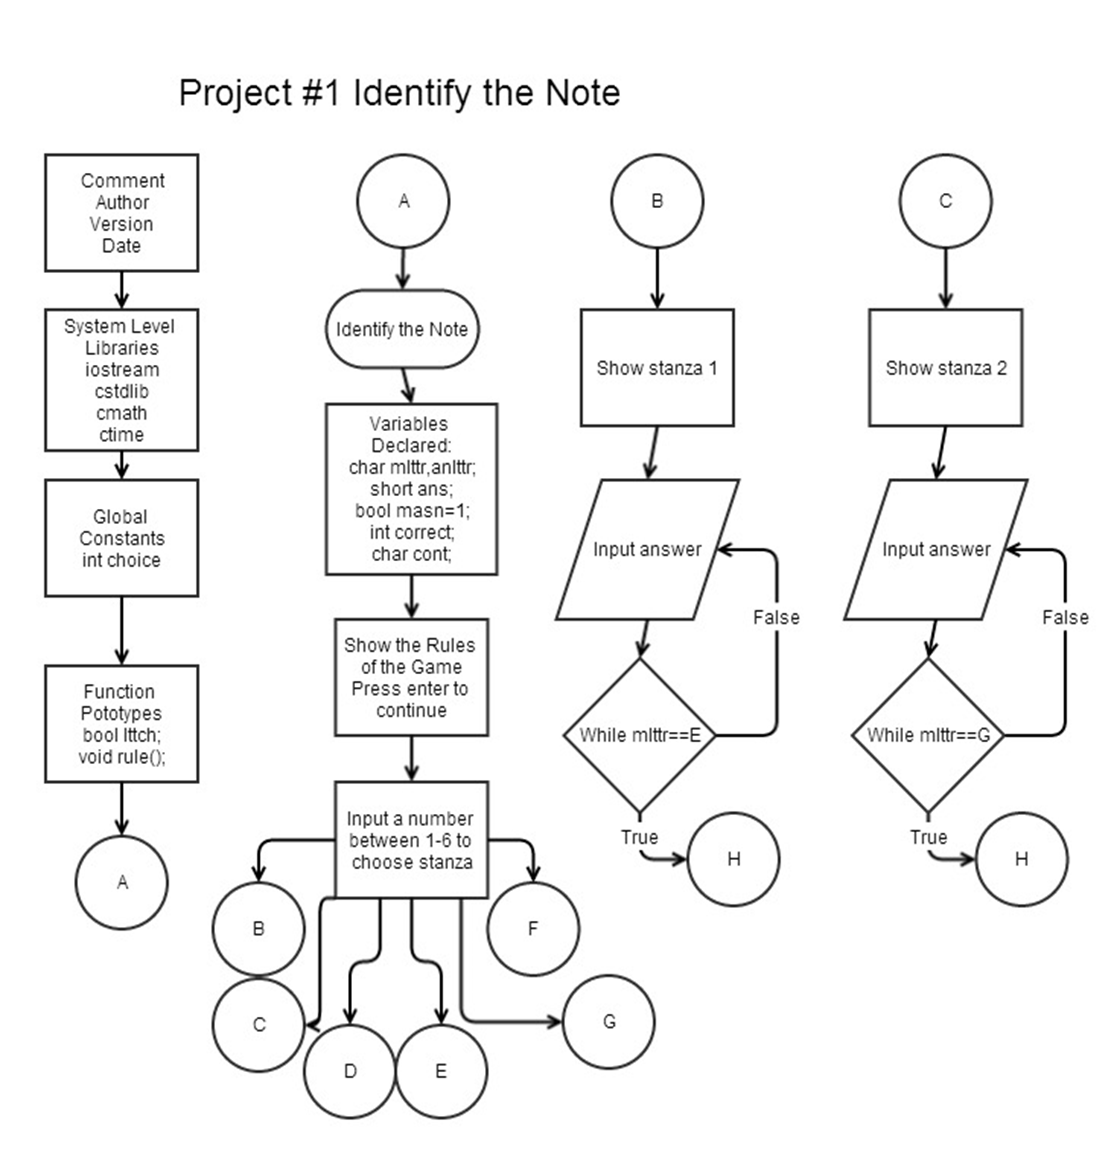 Project #1 Identify the Note
Comment
Author
Version
Date
System Level
Libraries
iostream
cstdlib
cmath
ctime
Global
Constants
int choice
Function
Pototypes
bool lttch;
void rule();
A
A
Identify the Note
Variables
Declared:
char mlttr,anlttr;
short ans;
bool masn=1;
int correct;
char cont;
Show the Rules
of the Game
Press enter to
continue
Input a number
between 1-6 to
choose stanza
B
C
D
E
F
G
B
Show stanza 1
Input answer
False
While mlttr==E
True
H
C
Show stanza 2
Input answer
False
While mlttr==G
True
H